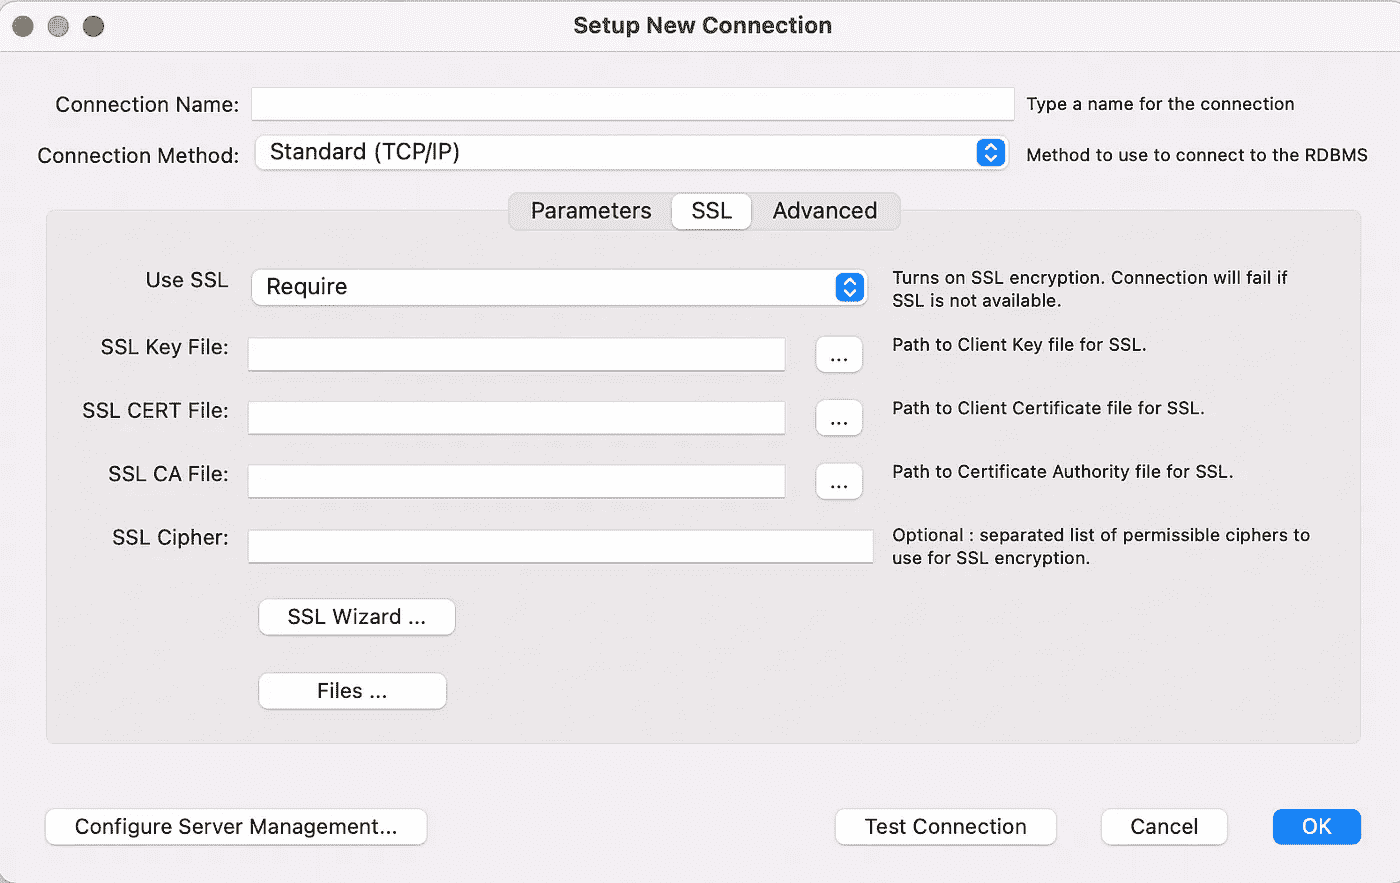 Setup New Connection
Connection Name:
Type a name for the connection
Connection Method:
Standard (TCP/IP)
Method to use to connect to the RDBMS
Parameters
SSL
Advanced
Use SSL
Require
Turns on SSL encryption. Connection will fail if
SSL is not available.
SSL Key File:
...
Path to Client Key file for SSL.
SSL CERT File:
...
Path to Client Certificate file for SSL.
SSL CA File:
...
Path to Certificate Authority file for SSL.
SSL Cipher:
Optional : separated list of permissible ciphers to
use for SSL encryption.
SSL Wizard ...
Files ...
Configure Server Management...
Test Connection
Cancel
OK